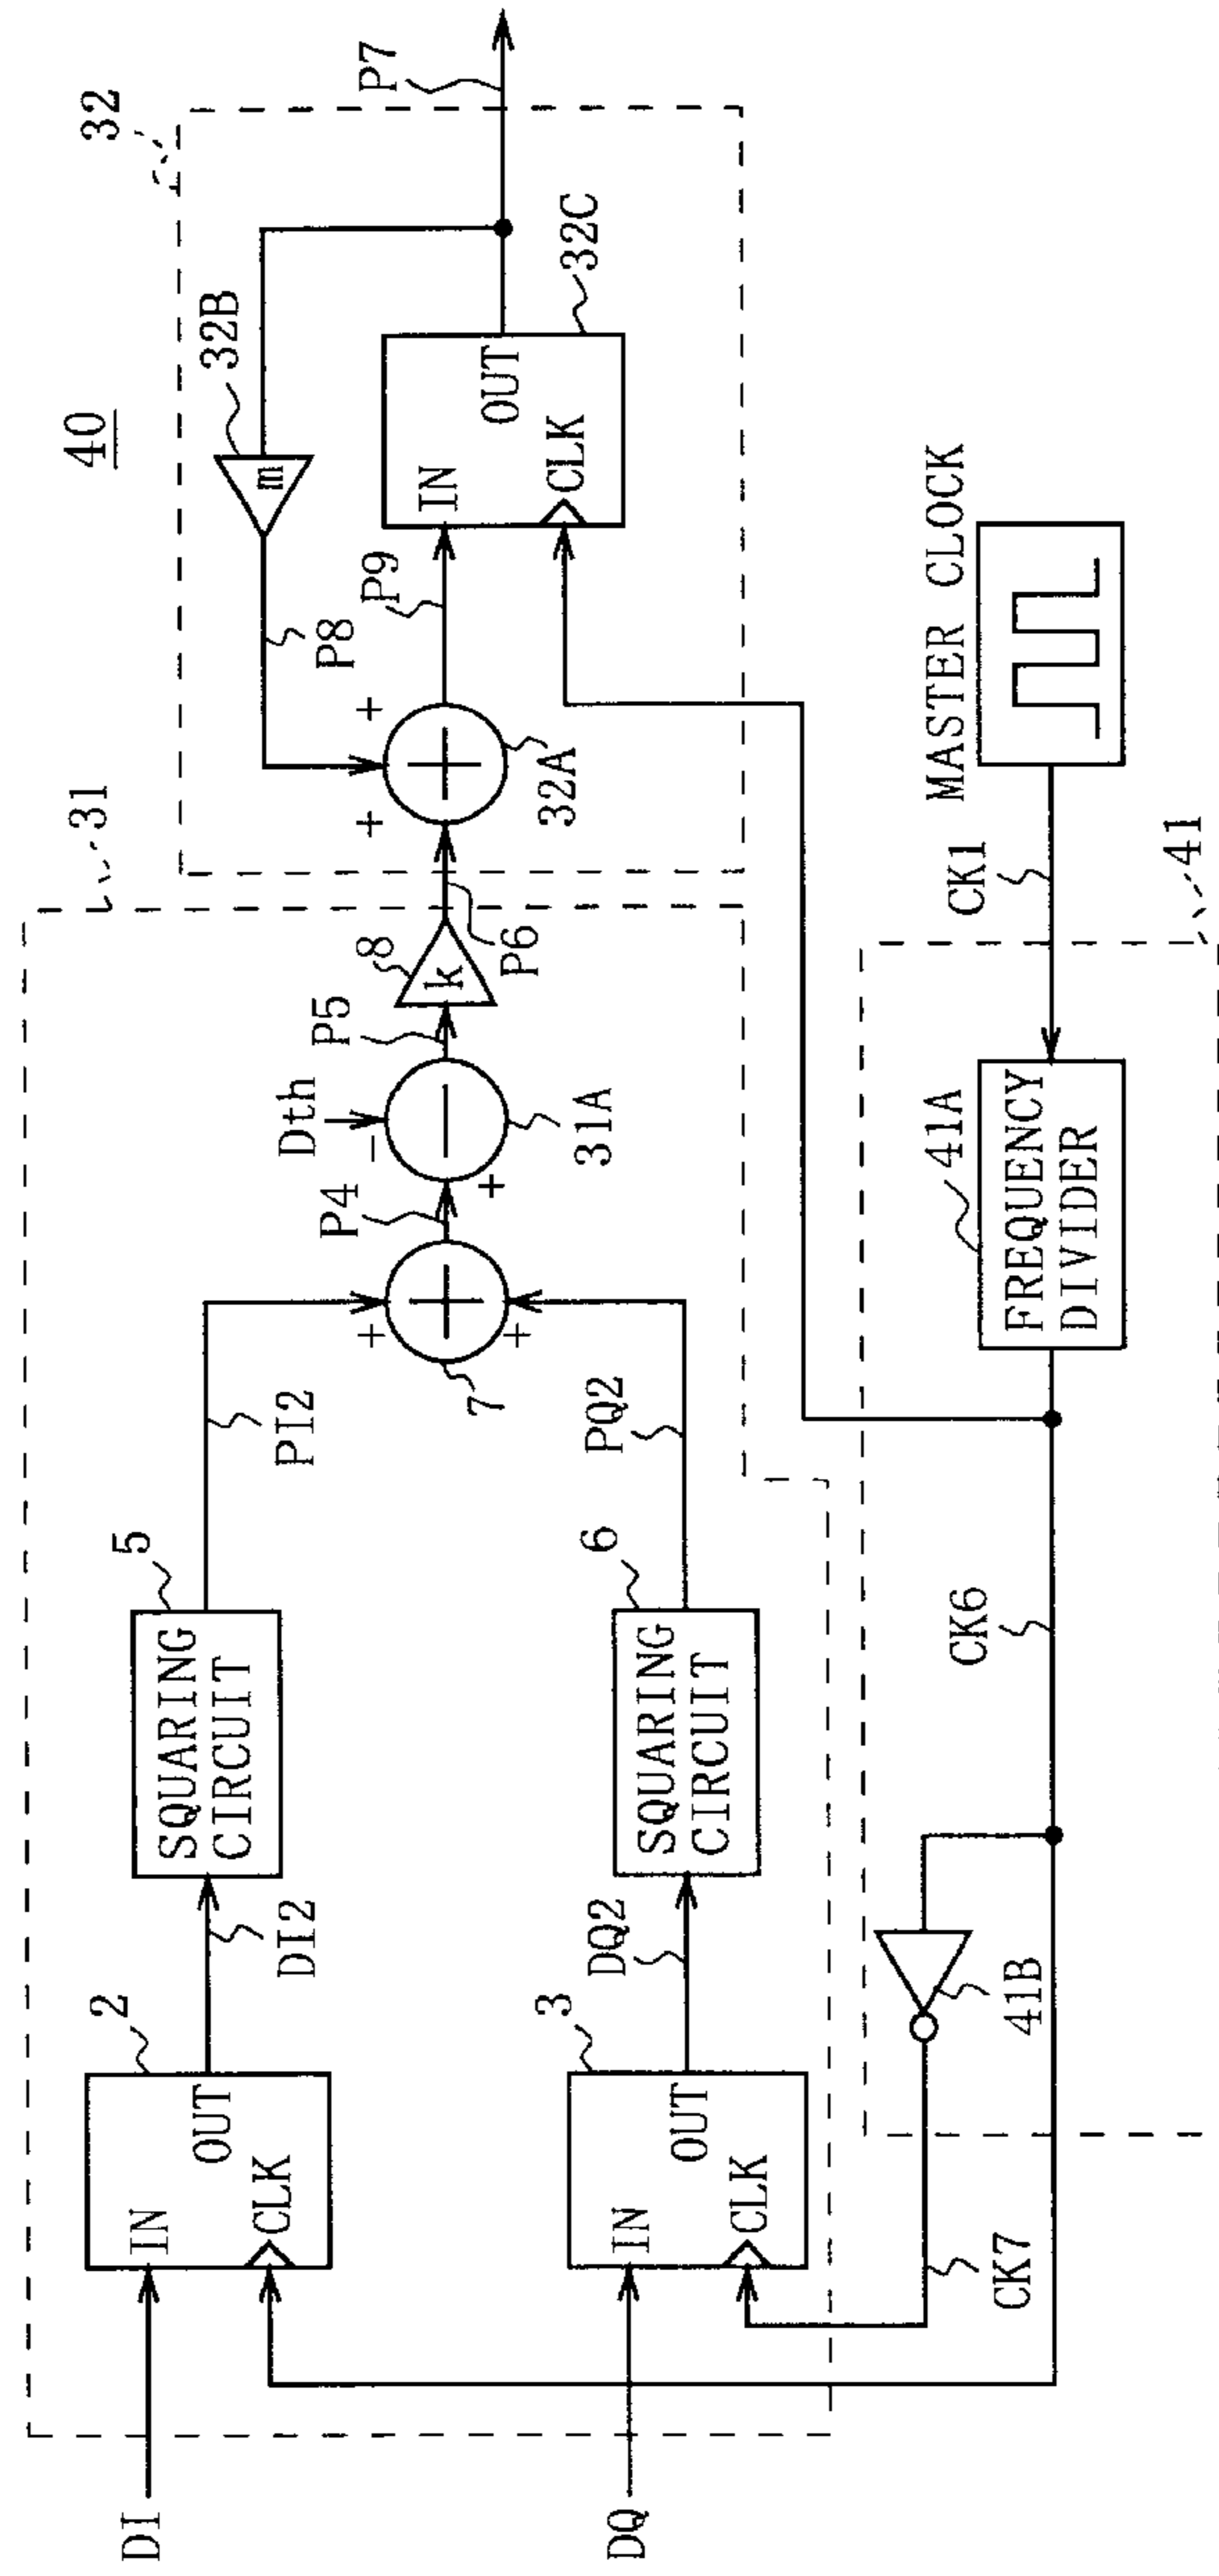 40
31
32
DI
IN
OUT
CLK
2
DI2
SQUARING
CIRCUIT
5
PI2
DQ
IN
OUT
CLK
3
DQ2
SQUARING
CIRCUIT
6
PQ2
+
+
7
P4
Dth
−
+
31A
P5
k
8
P6
+
+
32A
P8
m
32B
P9
IN
OUT
CLK
32C
P7
CK7
41B
CK6
FREQUENCY
DIVIDER
41A
CK1
41
MASTER CLOCK